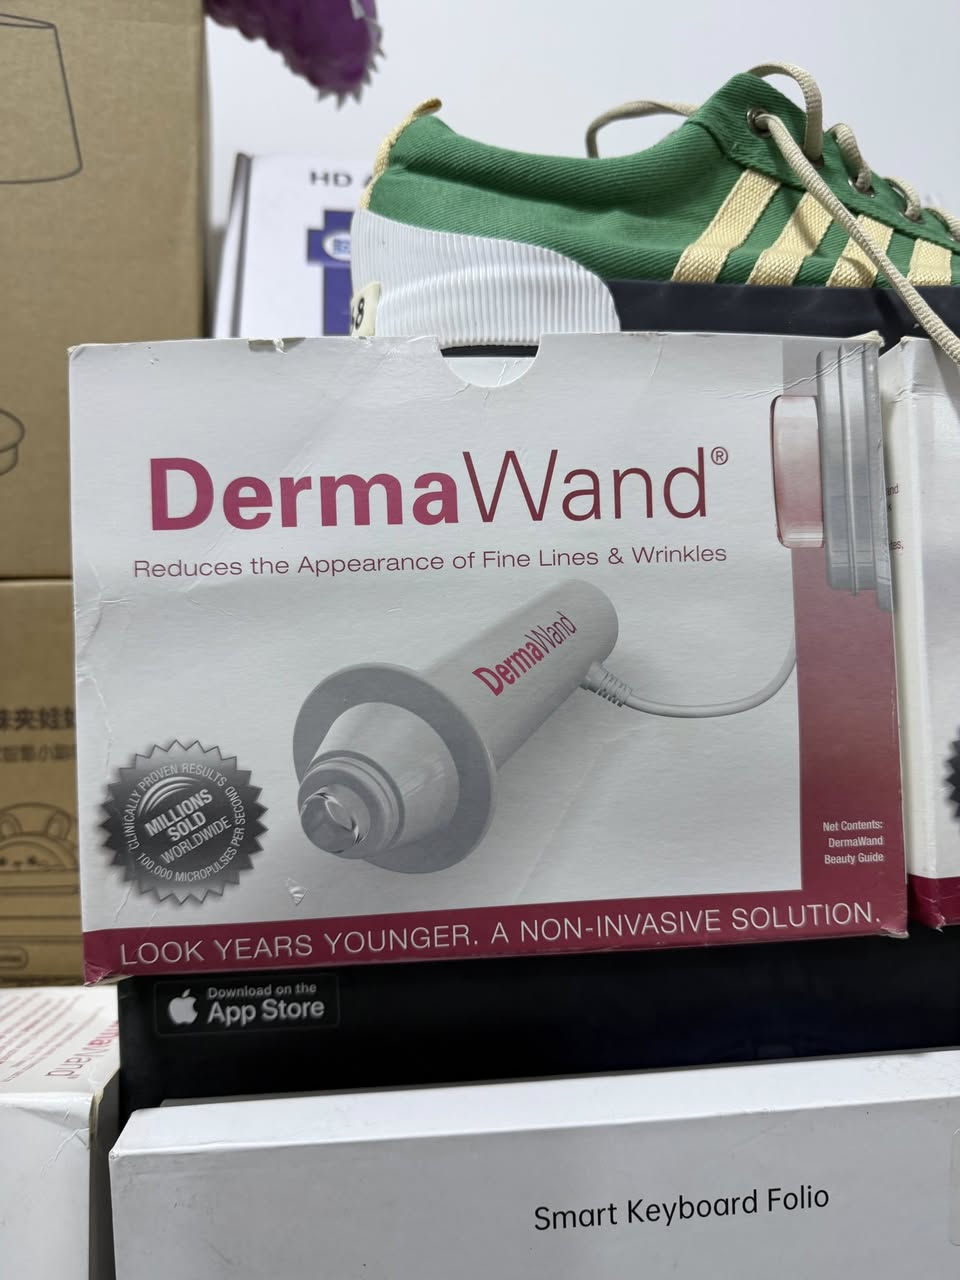 HD
48
DermaWand®
Reduces the Appearance of Fine Lines & Wrinkles
DermaWand
CLINICALLY PROVEN RESULTS
MILLIONS
SOLD
WORLDWIDE
100,000 MICROPULSES PER SECOND
Net Contents:
DermaWand
Beauty Guide
LOOK YEARS YOUNGER. A NON-INVASIVE SOLUTION.
Download on the
App Store
Smart Keyboard Folio